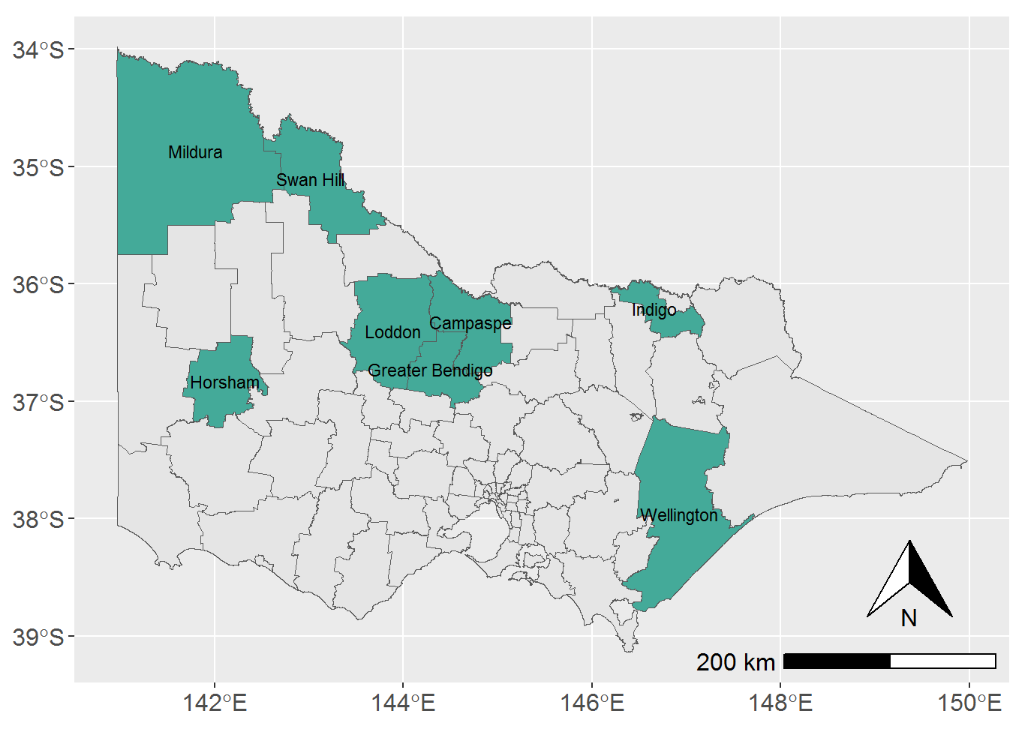 34°S
35°S
36°S
37°S
38°S
39°S
Mildura
Swan Hill
Loddon
Campaspe
Indigo
Greater Bendigo
Horsham
Wellington
N
200 km
142°E
144°E
146°E
148°E
150°E